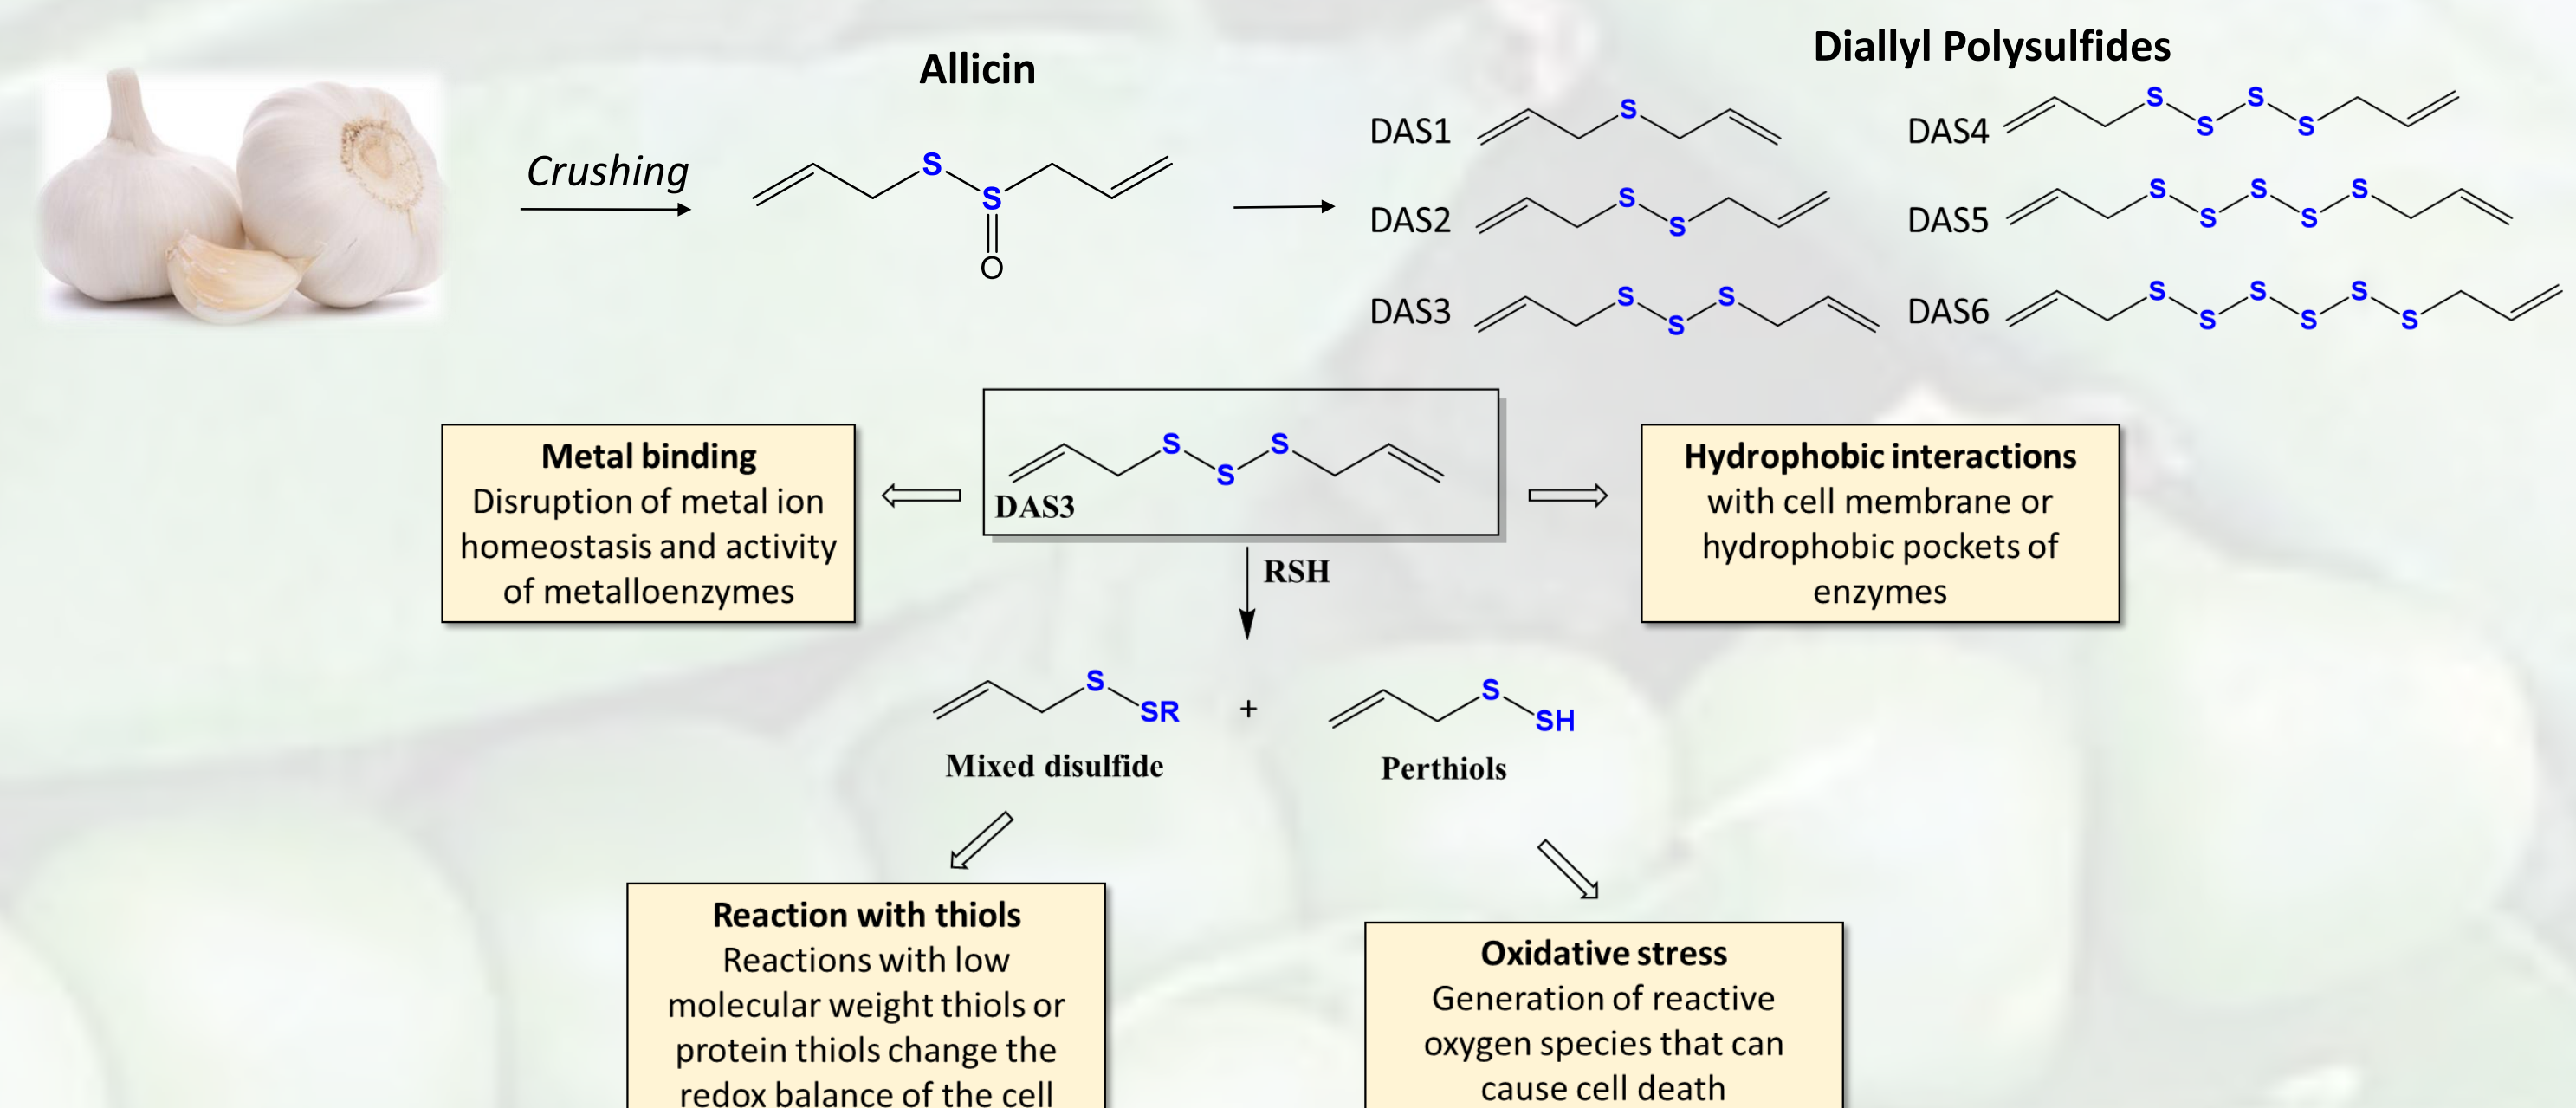 Allicin
Diallyl Polysulfides
Crushing
S
S
O
DAS1
S
DAS2
S
S
DAS3
S
S
S
DAS4
S
S
S
S
DAS5
S
S
S
S
S
DAS6
S
S
S
S
S
S
Metal binding
Disruption of metal ion
homeostasis and activity
of metalloenzymes
S
S
S
DAS3
Hydrophobic interactions
with cell membrane or
hydrophobic pockets of
enzymes
RSH
S
SR
+
S
SH
Mixed disulfide
Perthiols
Reaction with thiols
Reactions with low
molecular weight thiols or
protein thiols change the
redox balance of the cell
Oxidative stress
Generation of reactive
oxygen species that can
cause cell death